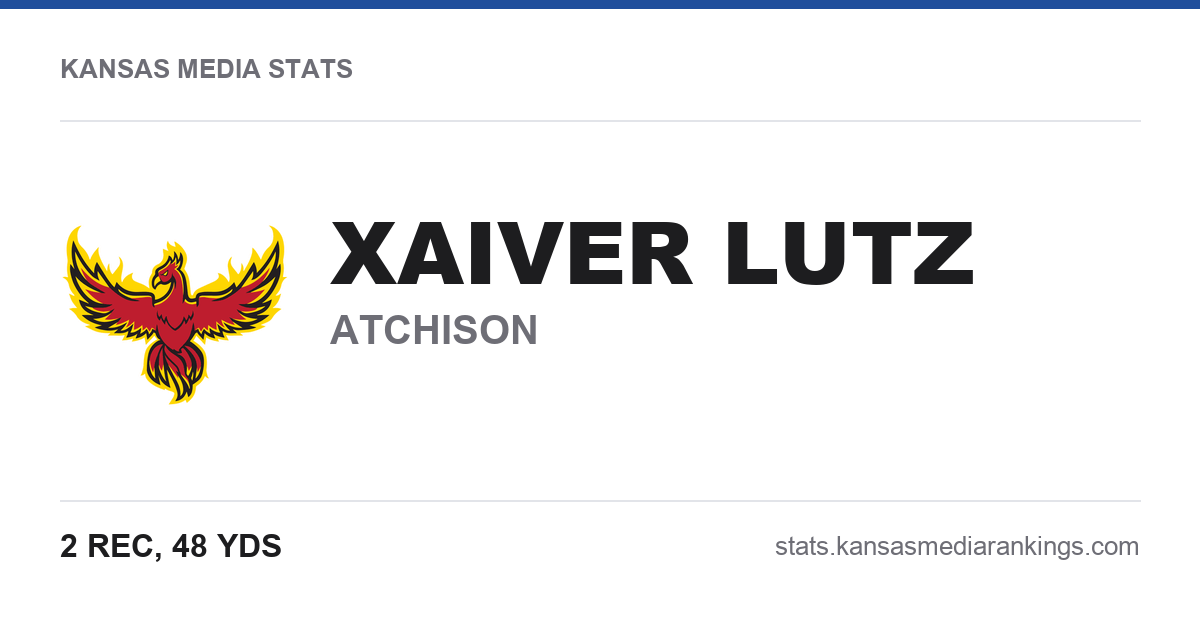 KANSAS MEDIA STATS
XAIVER LUTZ
ATCHISON
2 REC, 48 YDS
stats.kansasmediarankings.com